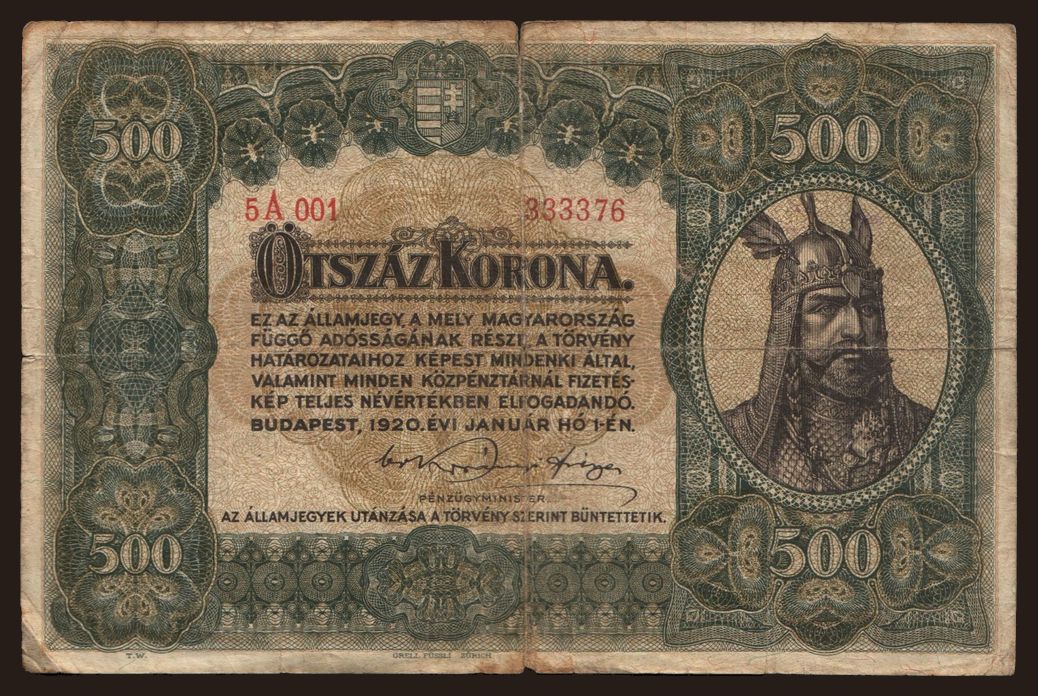 500
500
5A 001 333376
ÖTSZÁZ KORONA.
EZ AZ ÁLLAMJEGY, A MELY MAGYARORSZÁG
FÜGGŐ ADÓSSÁGÁNAK RÉSZE, A TÖRVÉNY
HATÁROZATAIHOZ KÉPEST MINDENKI ÁLTAL,
VALAMINT MINDEN KÖZPÉNZTÁRNÁL FIZETÉS-
KÉP TELJES NÉVÉRTÉKBEN ELFOGADANDÓ.
BUDAPEST, 1920. ÉVI JANUÁR HÓ 1-ÉN.
PÉNZÜGYMINISTER
AZ ÁLLAMJEGYEK UTÁNZÁSA A TÖRVÉNY SZERINT BÜNTETTETIK.
500
500
T.W.
ORELL FÜSSLI ZÜRICH